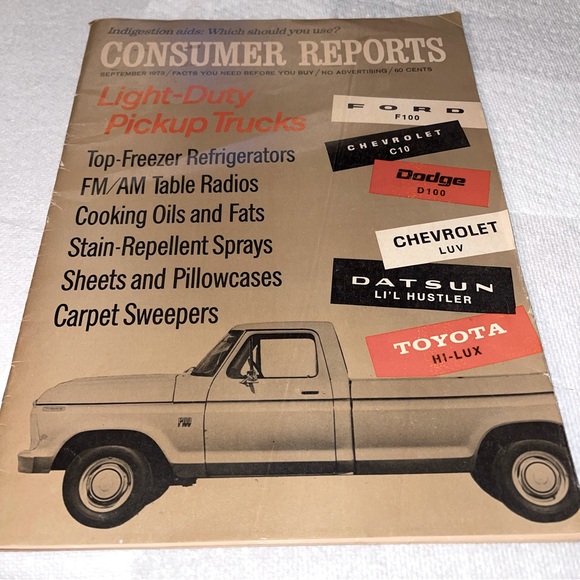 Indigestion aids: Which should you use?
CONSUMER REPORTS
SEPTEMBER 1973/FACTS YOU NEED BEFORE YOU BUY/NO ADVERTISING/60 CENTS
Light-Duty
Pickup Trucks
FORD
F100
CHEVROLET
C10
Dodge
D100
CHEVROLET
LUV
DATSUN
LI'L HUSTLER
TOYOTA
HI-LUX
Top-Freezer Refrigerators
FM/AM Table Radios
Cooking Oils and Fats
Stain-Repellent Sprays
Sheets and Pillowcases
Carpet Sweepers
F100